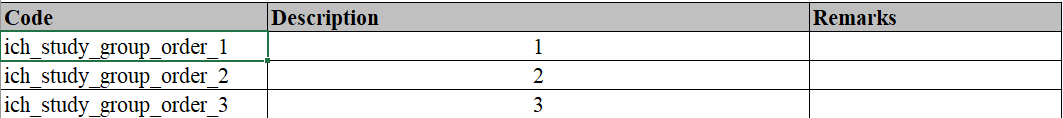 Code Description Remarks
ich_study_group_order_1 1
ich_study_group_order_2 2
ich_study_group_order_3 3